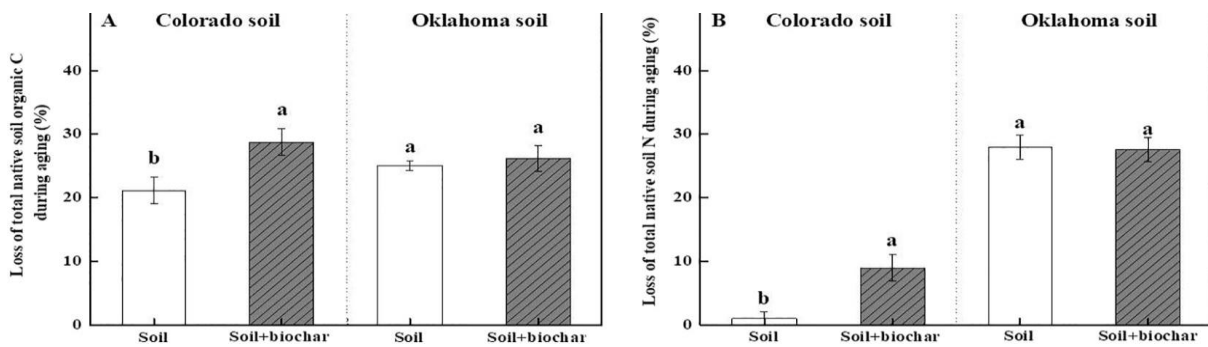 A
Colorado soil
Oklahoma soil
Loss of total native soil organic C
during aging (%)
40
30
20
10
0
b
a
a
a
Soil
Soil+biochar
Soil
Soil+biochar
B
Colorado soil
Oklahoma soil
Loss of total native soil N during aging (%)
40
30
20
10
0
b
a
a
a
Soil
Soil+biochar
Soil
Soil+biochar